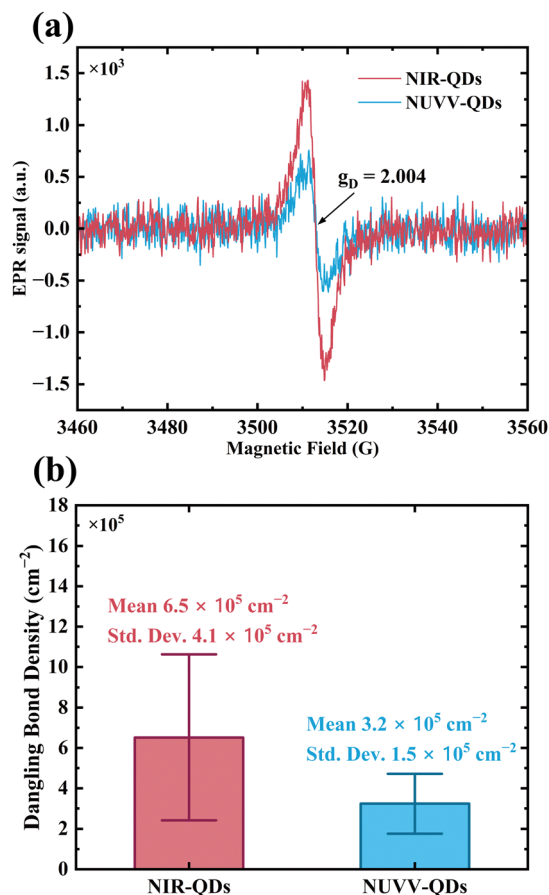 (a)
×10³
NIR-QDs
NUVV-QDs
g_D = 2.004
EPR signal (a.u.)
1.5
1.0
0.5
0.0
−0.5
−1.0
−1.5
3460 3480 3500 3520 3540 3560
Magnetic Field (G)
(b)
×10⁵
Dangling Bond Density (cm⁻²)
18
16
14
12
10
8
6
4
2
0
Mean 6.5 × 10⁵ cm⁻²
Std. Dev. 4.1 × 10⁵ cm⁻²
Mean 3.2 × 10⁵ cm⁻²
Std. Dev. 1.5 × 10⁵ cm⁻²
NIR-QDs NUVV-QDs